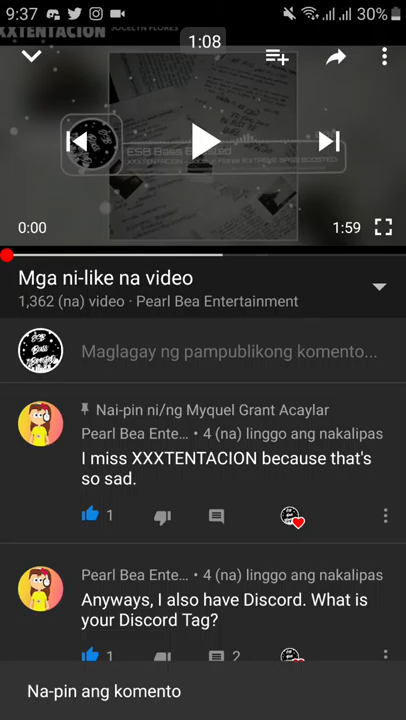 9:37
30%
XXTENTACION
JOCELYN FLORES
1:08
ESB Bass Boosted
0:00
1:59
Mga ni-like na video
1,362 (na) video · Pearl Bea Entertainment
Maglagay ng pampublikong komento...
Nai-pin ni/ng Myquel Grant Acaylar
Pearl Bea Ente... • 4 (na) linggo ang nakalipas
I miss XXXTENTACION because that's
so sad.
1
Pearl Bea Ente... • 4 (na) linggo ang nakalipas
Anyways, I also have Discord. What is
your Discord Tag?
1
2
Na-pin ang komento